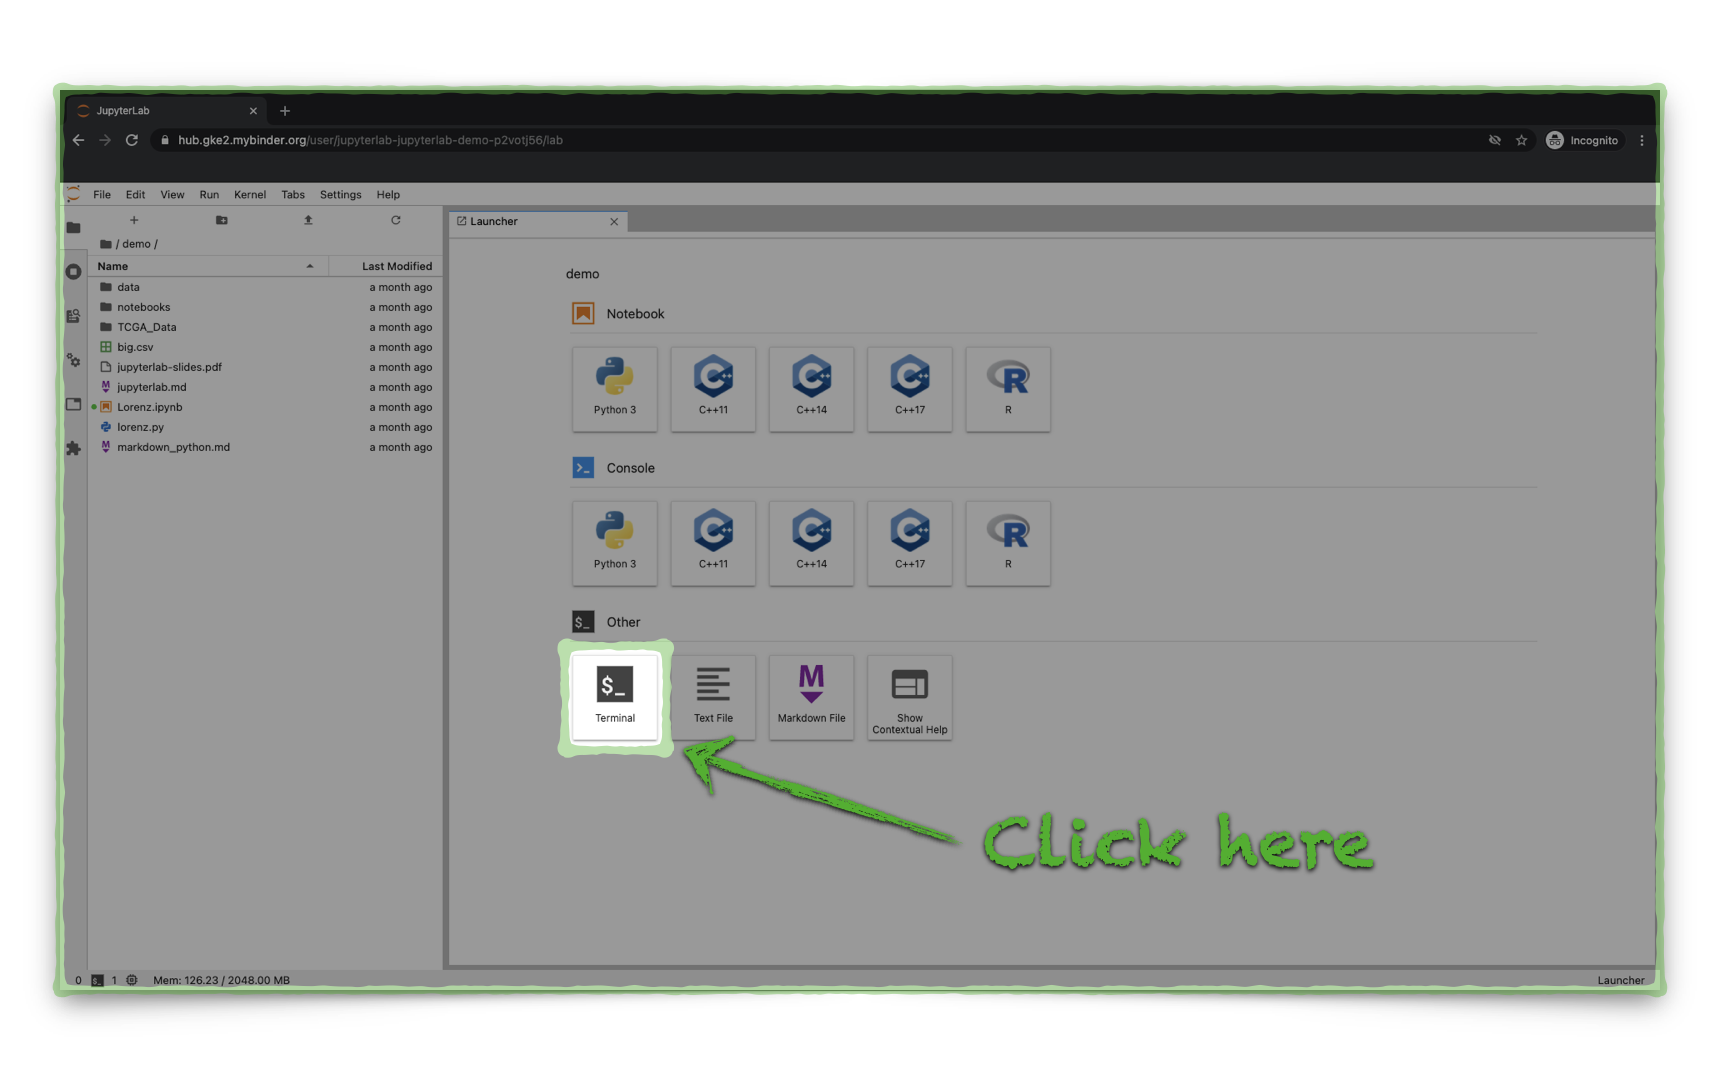 JupyterLab
hub.gke2.mybinder.org/user/jupyterlab-jupyterlab-demo-p2votj56/lab
Incognito
File Edit View Run Kernel Tabs Settings Help
/ demo /
Name Last Modified
data a month ago
notebooks a month ago
TCGA_Data a month ago
big.csv a month ago
jupyterlab-slides.pdf a month ago
jupyterlab.md a month ago
Lorenz.ipynb a month ago
lorenz.py a month ago
markdown_python.md a month ago
Launcher
demo
Notebook
Python 3 C++11 C++14 C++17 R
Console
Python 3 C++11 C++14 C++17 R
$_ Other
$_
Terminal Text File Markdown File Show
Contextual Help
Click here
0 $_ 1 Mem: 126.23 / 2048.00 MB Launcher